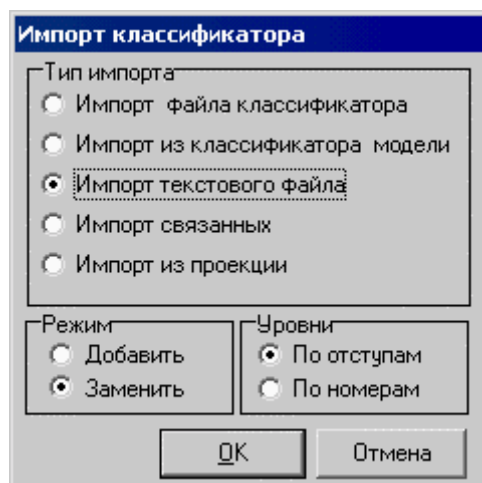 Импорт классификатора
Тип импорта
Импорт файла классификатора
Импорт из классификатора модели
Импорт текстового файла
Импорт связанных
Импорт из проекции
Режим
Добавить
Заменить
Уровни
По отступам
По номерам
OK
Отмена